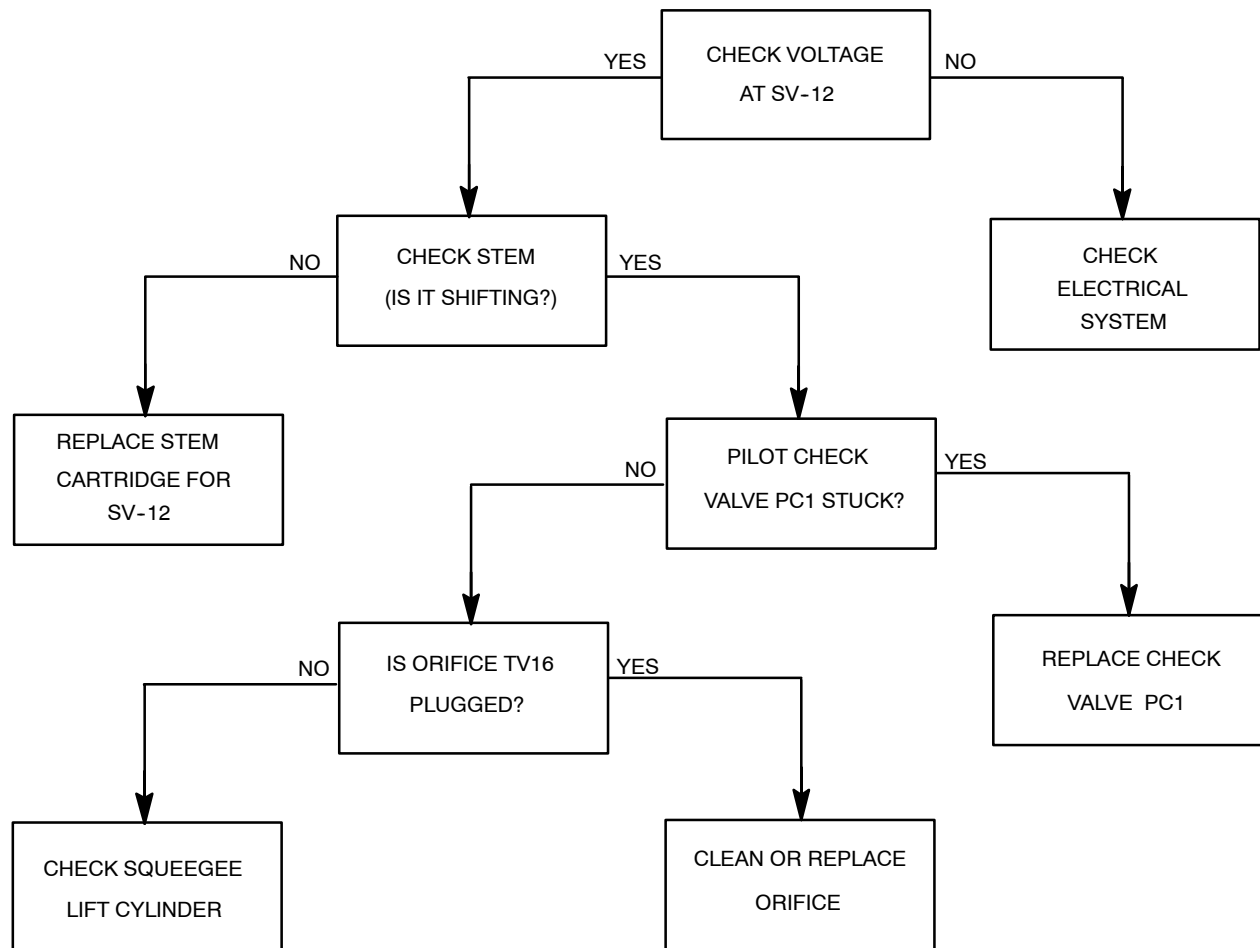 CHECK VOLTAGE
AT SV-12
YES
NO
CHECK STEM
(IS IT SHIFTING?)
NO
YES
CHECK
ELECTRICAL
SYSTEM
REPLACE STEM
CARTRIDGE FOR
SV-12
PILOT CHECK
VALVE PC1 STUCK?
NO
YES
IS ORIFICE TV16
PLUGGED?
NO
YES
REPLACE CHECK
VALVE PC1
CHECK SQUEEGEE
LIFT CYLINDER
CLEAN OR REPLACE
ORIFICE